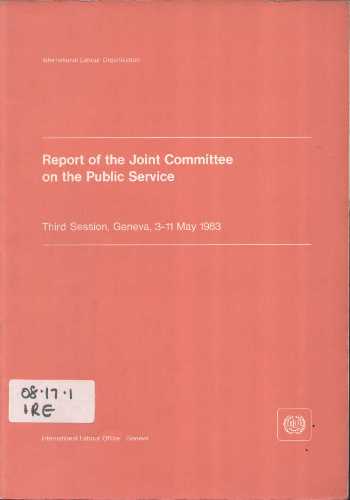 International Labour Organisation
Report of the Joint Committee
on the Public Service
Third Session, Geneva, 3-11 May 1983
08·17·1
IRE
International Labour Office Geneva